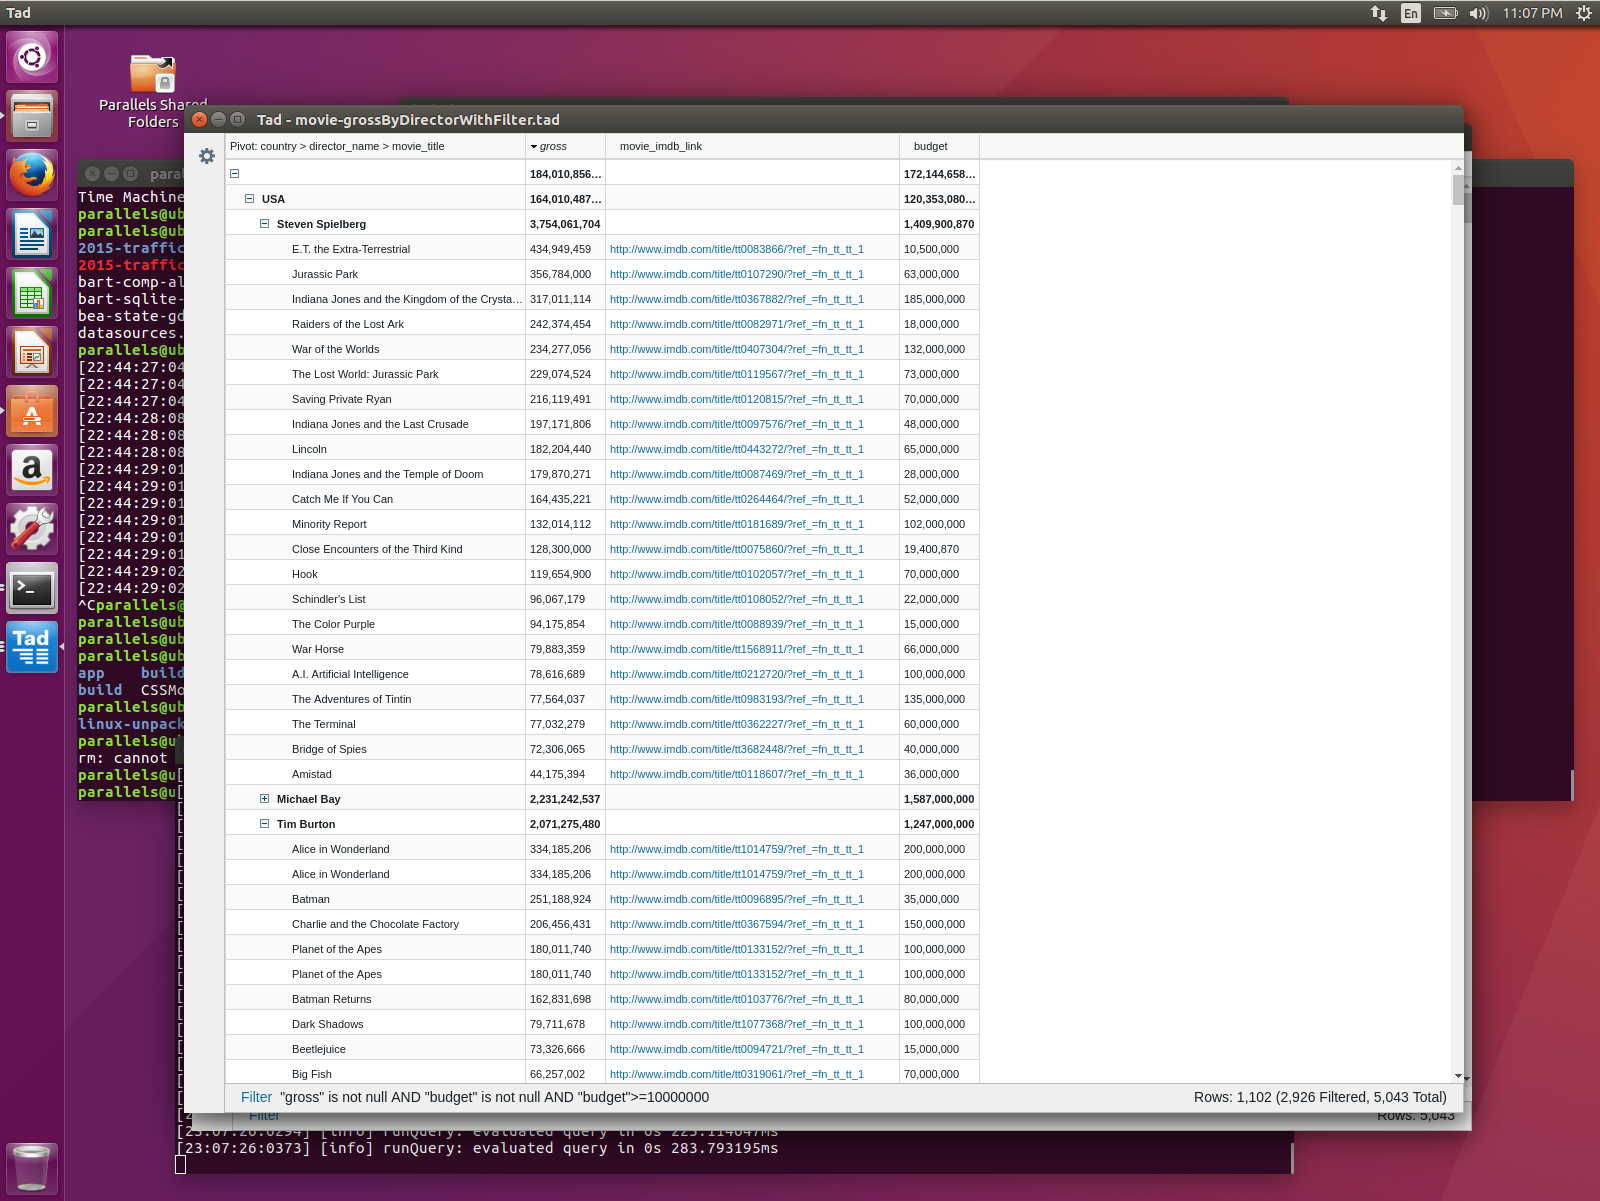 Tad
En
11:07 PM
Parallels Shared
Folders
Tad - movie-grossByDirectorWithFilter.tad
Pivot: country > director_name > movie_title gross movie_imdb_link budget
184,010,856... 172,144,658...
USA 164,010,487... 120,353,080...
Steven Spielberg 3,754,061,704 1,409,900,870
E.T. the Extra-Terrestrial 434,949,459 http://www.imdb.com/title/tt0083866/?ref_=fn_tt_tt_1 10,500,000
Jurassic Park 356,784,000 http://www.imdb.com/title/tt0107290/?ref_=fn_tt_tt_1 63,000,000
Indiana Jones and the Kingdom of the Crysta... 317,011,114 http://www.imdb.com/title/tt0367882/?ref_=fn_tt_tt_1 185,000,000
Raiders of the Lost Ark 242,374,454 http://www.imdb.com/title/tt0082971/?ref_=fn_tt_tt_1 18,000,000
War of the Worlds 234,277,056 http://www.imdb.com/title/tt0407304/?ref_=fn_tt_tt_1 132,000,000
The Lost World: Jurassic Park 229,074,524 http://www.imdb.com/title/tt0119567/?ref_=fn_tt_tt_1 73,000,000
Saving Private Ryan 216,119,491 http://www.imdb.com/title/tt0120815/?ref_=fn_tt_tt_1 70,000,000
Indiana Jones and the Last Crusade 197,171,806 http://www.imdb.com/title/tt0097576/?ref_=fn_tt_tt_1 48,000,000
Lincoln 182,204,440 http://www.imdb.com/title/tt0443272/?ref_=fn_tt_tt_1 65,000,000
Indiana Jones and the Temple of Doom 179,870,271 http://www.imdb.com/title/tt0087469/?ref_=fn_tt_tt_1 28,000,000
Catch Me If You Can 164,435,221 http://www.imdb.com/title/tt0264464/?ref_=fn_tt_tt_1 52,000,000
Minority Report 132,014,112 http://www.imdb.com/title/tt0181689/?ref_=fn_tt_tt_1 102,000,000
Close Encounters of the Third Kind 128,300,000 http://www.imdb.com/title/tt0075860/?ref_=fn_tt_tt_1 19,400,870
Hook 119,654,900 http://www.imdb.com/title/tt0102057/?ref_=fn_tt_tt_1 70,000,000
Schindler's List 96,067,179 http://www.imdb.com/title/tt0108052/?ref_=fn_tt_tt_1 22,000,000
The Color Purple 94,175,854 http://www.imdb.com/title/tt0088939/?ref_=fn_tt_tt_1 15,000,000
War Horse 79,883,359 http://www.imdb.com/title/tt1568911/?ref_=fn_tt_tt_1 66,000,000
A.I. Artificial Intelligence 78,616,689 http://www.imdb.com/title/tt0212720/?ref_=fn_tt_tt_1 100,000,000
The Adventures of Tintin 77,564,037 http://www.imdb.com/title/tt0983193/?ref_=fn_tt_tt_1 135,000,000
The Terminal 77,032,279 http://www.imdb.com/title/tt0362227/?ref_=fn_tt_tt_1 60,000,000
Bridge of Spies 72,306,065 http://www.imdb.com/title/tt3682448/?ref_=fn_tt_tt_1 40,000,000
Amistad 44,175,394 http://www.imdb.com/title/tt0118607/?ref_=fn_tt_tt_1 36,000,000
Michael Bay 2,231,242,537 1,587,000,000
Tim Burton 2,071,275,480 1,247,000,000
Alice in Wonderland 334,185,206 http://www.imdb.com/title/tt1014759/?ref_=fn_tt_tt_1 200,000,000
Alice in Wonderland 334,185,206 http://www.imdb.com/title/tt1014759/?ref_=fn_tt_tt_1 200,000,000
Batman 251,188,924 http://www.imdb.com/title/tt0096895/?ref_=fn_tt_tt_1 35,000,000
Charlie and the Chocolate Factory 206,456,431 http://www.imdb.com/title/tt0367594/?ref_=fn_tt_tt_1 150,000,000
Planet of the Apes 180,011,740 http://www.imdb.com/title/tt0133152/?ref_=fn_tt_tt_1 100,000,000
Planet of the Apes 180,011,740 http://www.imdb.com/title/tt0133152/?ref_=fn_tt_tt_1 100,000,000
Batman Returns 162,831,698 http://www.imdb.com/title/tt0103776/?ref_=fn_tt_tt_1 80,000,000
Dark Shadows 79,711,678 http://www.imdb.com/title/tt1077368/?ref_=fn_tt_tt_1 100,000,000
Beetlejuice 73,326,666 http://www.imdb.com/title/tt0094721/?ref_=fn_tt_tt_1 15,000,000
Big Fish 66,257,002 http://www.imdb.com/title/tt0319061/?ref_=fn_tt_tt_1 70,000,000
Filter "gross" is not null AND "budget" is not null AND "budget">=10000000 Rows: 1,102 (2,926 Filtered, 5,043 Total)
Filter Rows: 5,043
[23:07:26:0294] [info] runQuery: evaluated query in 0s 223.114647ms
[23:07:26:0373] [info] runQuery: evaluated query in 0s 283.793195ms
paral
Time Machine
parallels@ub
parallels@ub
2015-traffic
2015-traffic
bart-comp-al
bart-sqlite-
bea-state-gd
datasources.
parallels@ub
[22:44:27:04
[22:44:27:04
[22:44:27:04
[22:44:28:08
[22:44:28:08
[22:44:28:08
[22:44:29:01
[22:44:29:01
[22:44:29:01
[22:44:29:01
[22:44:29:01
[22:44:29:01
[22:44:29:02
[22:44:29:02
^Cparallels@
parallels@ub
parallels@ub
parallels@ub
app build
build CSSMo
parallels@ub
linux-unpack
parallels@u
rm: cannot
parallels@u
parallels@u
Tad